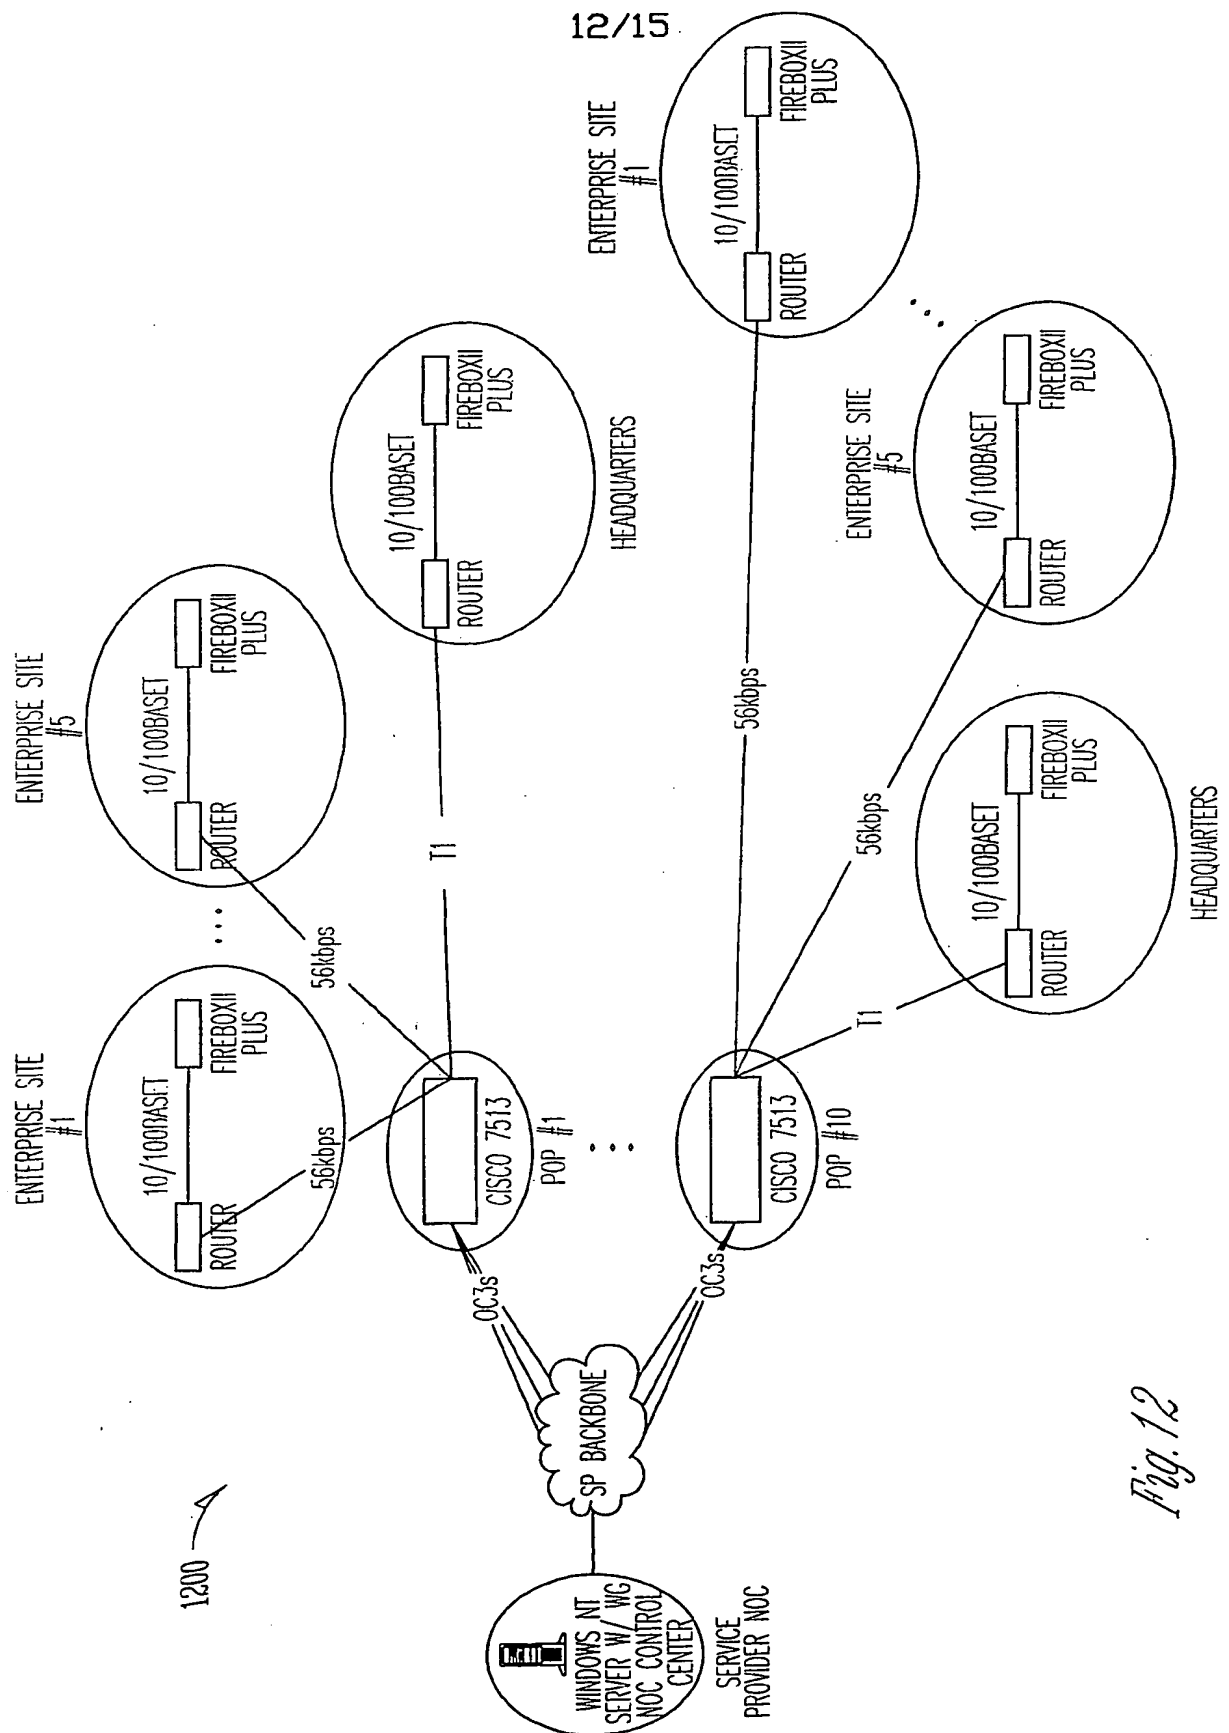 12/15
1200
ENTERPRISE SITE
#1
10/100BASET
ROUTER
FIREBOXII
PLUS
56kbps
...
ENTERPRISE SITE
#5
10/100BASET
ROUTER
FIREBOXII
PLUS
56kbps
T1
10/100BASET
ROUTER
FIREBOXII
PLUS
HEADQUARTERS
CISCO 7513
POP #1
OC3s
SP BACKBONE
WINDOWS NT
SERVER W/ WG
NOC CONTROL
CENTER
SERVICE
PROVIDER NOC
...
OC3s
CISCO 7513
POP #10
56kbps
ENTERPRISE SITE
#1
10/100BASET
ROUTER
FIREBOXII
PLUS
...
56kbps
ENTERPRISE SITE
#5
10/100BASET
ROUTER
FIREBOXII
PLUS
T1
10/100BASET
ROUTER
FIREBOXII
PLUS
HEADQUARTERS
Fig. 12